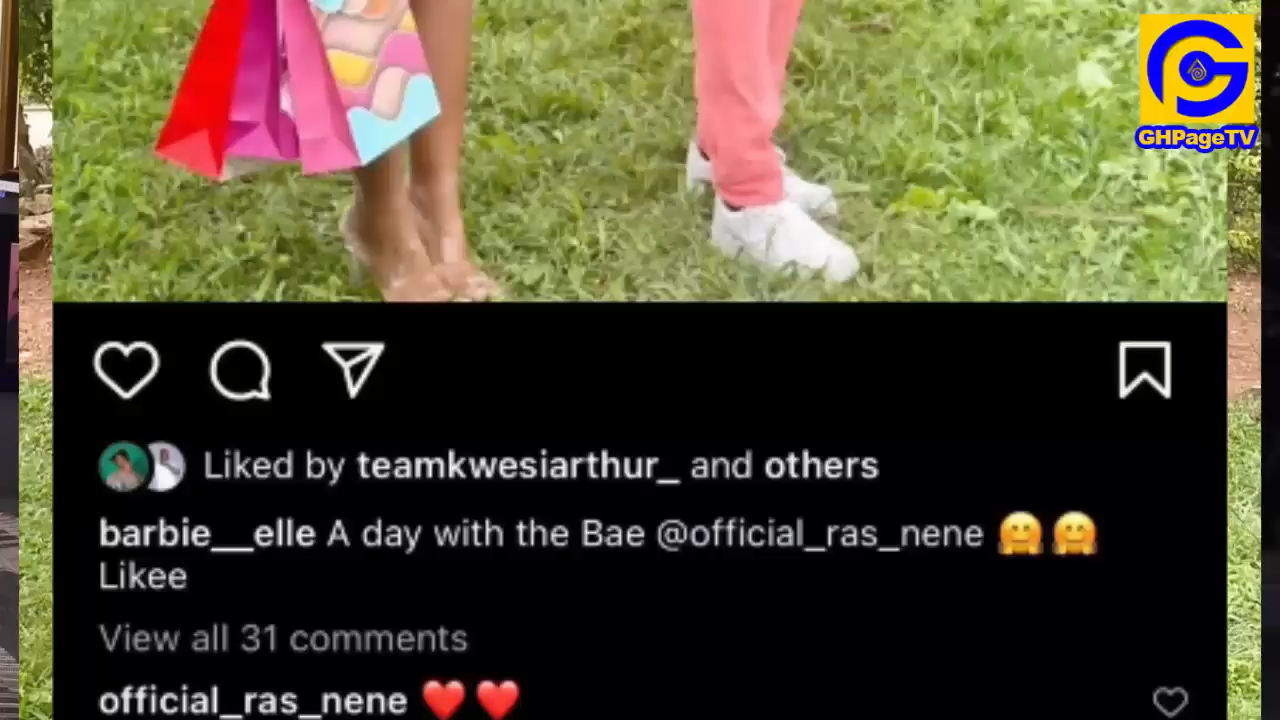 GHPageTV
Liked by teamkwesiarthur_ and others
barbie__elle A day with the Bae @official_ras_nene 🤗🤗
Likee
View all 31 comments
official_ras_nene ❤️❤️